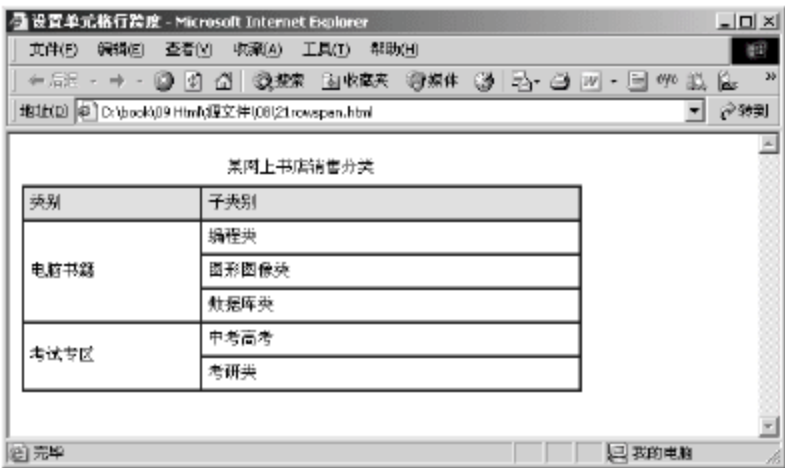 设置单元格行跨度 - Microsoft Internet Explorer
文件(F) 编辑(E) 查看(V) 收藏(A) 工具(T) 帮助(H)
后退 搜索 收藏夹 媒体
地址(D) D:\book\09 Html\源文件\08\21rowspan.html 转到
某网上书店销售分类
类别 子类别
电脑书籍
编程类
图形图像类
数据库类
考试专区
中考高考
考研类
完毕 我的电脑